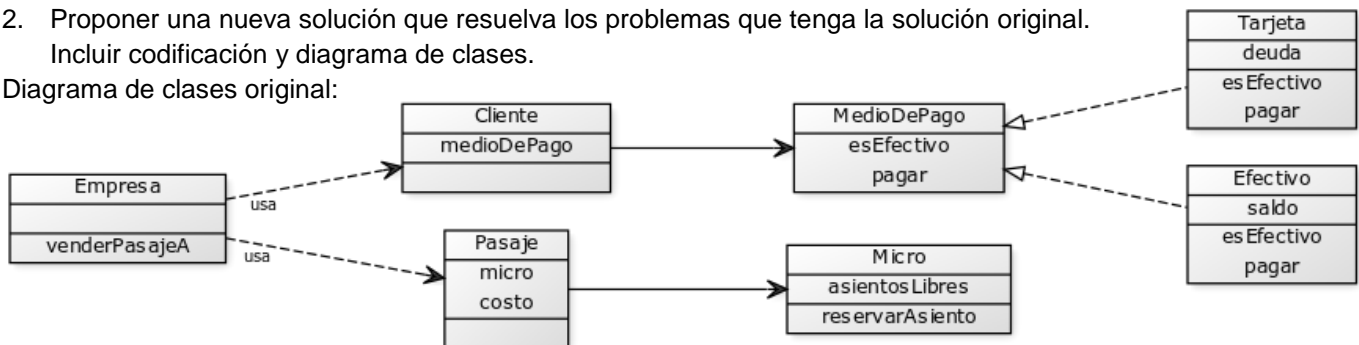 2. Proponer una nueva solución que resuelva los problemas que tenga la solución original.
Incluir codificación y diagrama de clases.
Diagrama de clases original:
Empresa
venderPasajeA
usa
usa
Cliente
medioDePago
Pasaje
micro
costo
MedioDePago
esEfectivo
pagar
Micro
asientosLibres
reservarAsiento
Tarjeta
deuda
esEfectivo
pagar
Efectivo
saldo
esEfectivo
pagar